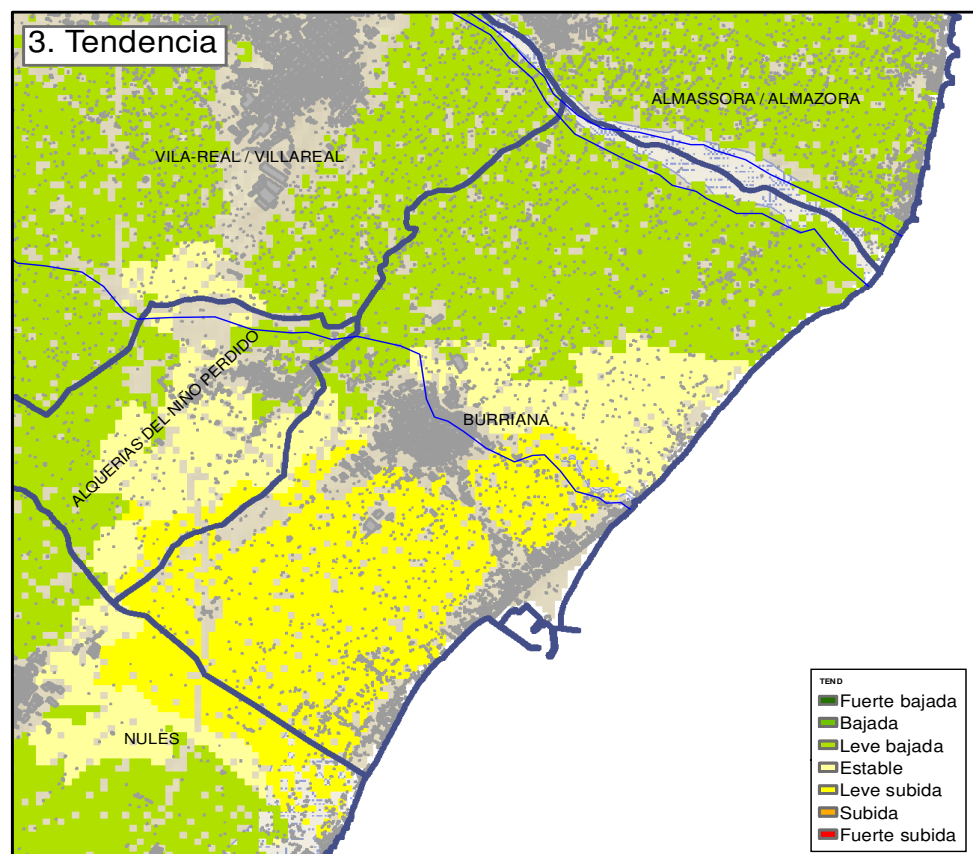 3. Tendencia
ALMASSORA / ALMAZORA
VILA-REAL / VILLAREAL
ALQUERIAS DEL NIÑO PERDIDO
BURRIANA
NULES
TEND
Fuerte bajada
Bajada
Leve bajada
Estable
Leve subida
Subida
Fuerte subida